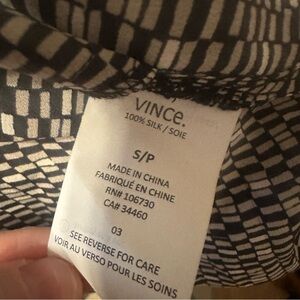 VINCE.
100% SILK / SOIE
S/P
MADE IN CHINA
FABRIQUÉ EN CHINE
RN# 106730
CA# 34460
03
SEE REVERSE FOR CARE
VOIR AU VERSO POUR LES SOINS